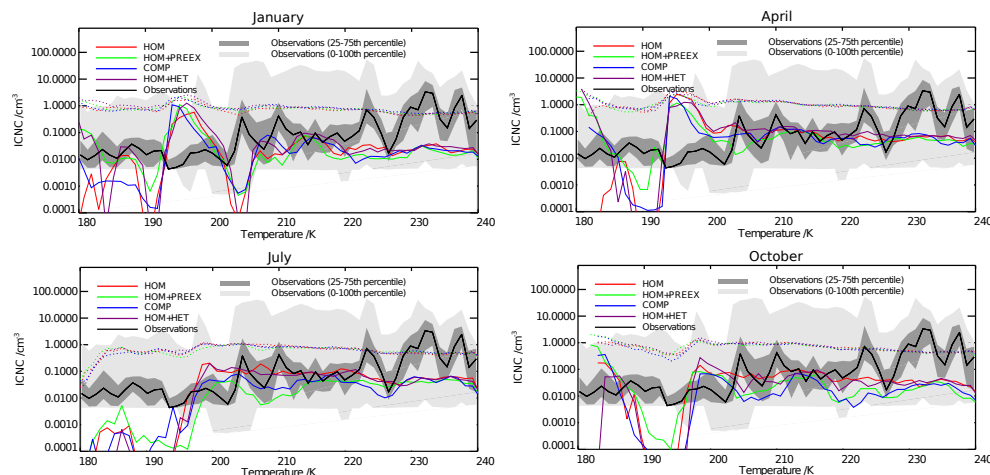 January
ICNC /cm³
100.0000
10.0000
1.0000
0.1000
0.0100
0.0010
0.0001
HOM
HOM+PREEX
COMP
HOM+HET
Observations
Observations (25-75th percentile)
Observations (0-100th percentile)
180 190 200 210 220 230 240
Temperature /K
April
ICNC /cm³
100.0000
10.0000
1.0000
0.1000
0.0100
0.0010
0.0001
HOM
HOM+PREEX
COMP
HOM+HET
Observations
Observations (25-75th percentile)
Observations (0-100th percentile)
180 190 200 210 220 230 240
Temperature /K
July
ICNC /cm³
100.0000
10.0000
1.0000
0.1000
0.0100
0.0010
0.0001
HOM
HOM+PREEX
COMP
HOM+HET
Observations
Observations (25-75th percentile)
Observations (0-100th percentile)
180 190 200 210 220 230 240
Temperature /K
October
ICNC /cm³
100.0000
10.0000
1.0000
0.1000
0.0100
0.0010
0.0001
HOM
HOM+PREEX
COMP
HOM+HET
Observations
Observations (25-75th percentile)
Observations (0-100th percentile)
180 190 200 210 220 230 240
Temperature /K